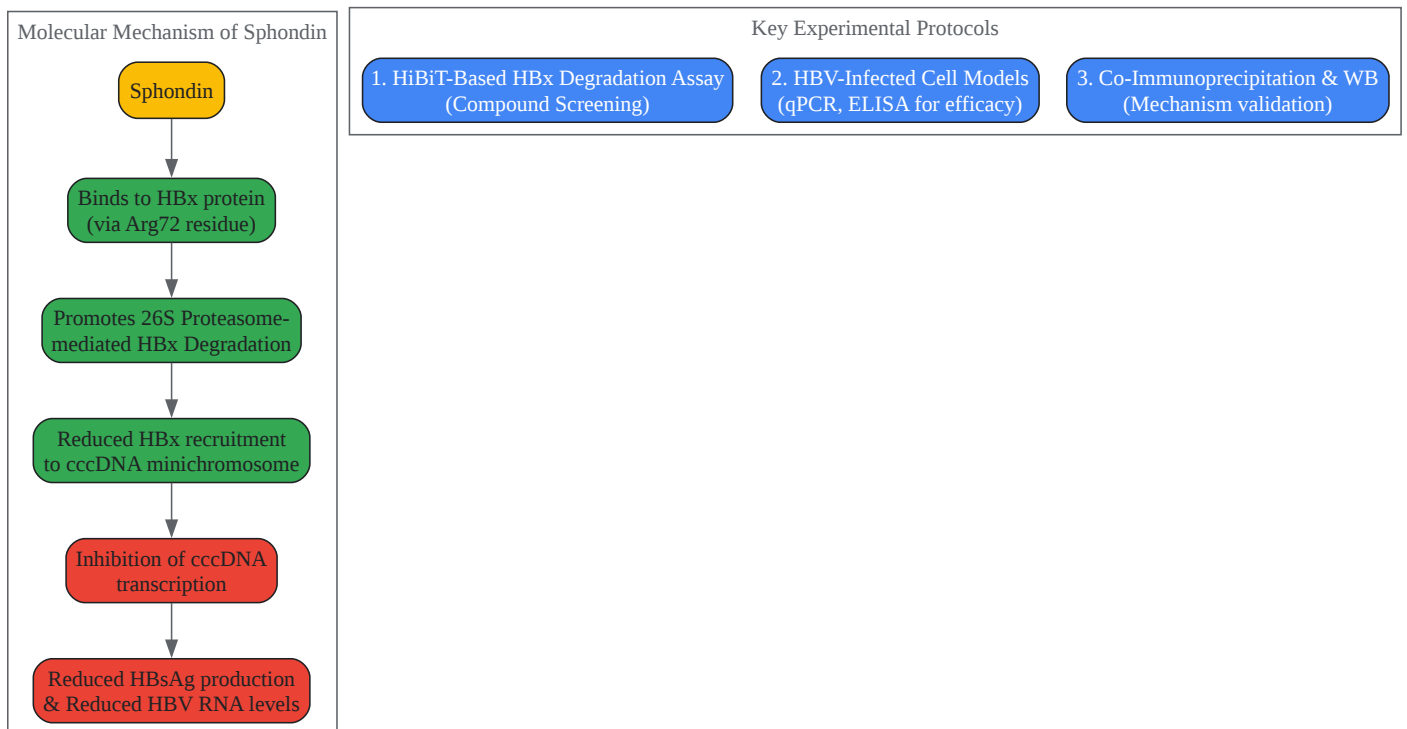 Molecular Mechanism of Sphondin
Sphondin
Binds to HBx protein
(via Arg72 residue)
Promotes 26S Proteasome-
mediated HBx Degradation
Reduced HBx recruitment
to cccDNA minichromosome
Inhibition of cccDNA
transcription
Reduced HBsAg production
& Reduced HBV RNA levels
Key Experimental Protocols
1. HiBiT-Based HBx Degradation Assay
(Compound Screening)
2. HBV-Infected Cell Models
(qPCR, ELISA for efficacy)
3. Co-Immunoprecipitation & WB
(Mechanism validation)